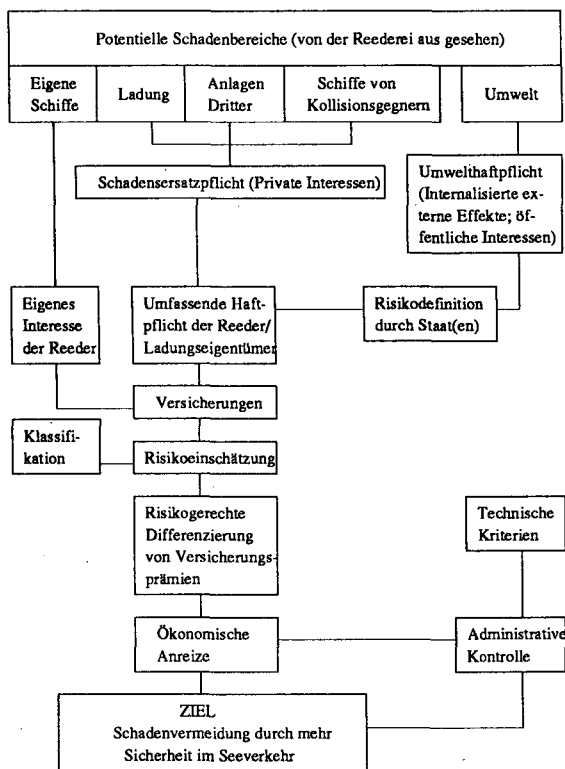 Potentielle Schadenbereiche (von der Reederei aus gesehen)
Eigene
Schiffe
Ladung
Anlagen
Dritter
Schiffe von
Kollisionsgegnern
Umwelt
Schadensersatzpflicht (Private Interessen)
Umwelthaftpflicht
(Internalisierte ex-
terne Effekte; öf-
fentliche Interessen)
Eigenes
Interesse
der Reeder
Umfassende Haft-
pflicht der Reeder/
Ladungseigentümer
Risikodefinition
durch Staat(en)
Versicherungen
Klassifi-
kation
Risikoeinschätzung
Risikogerechte
Differenzierung
von Versicherungs-
prämien
Technische
Kriterien
Ökonomische
Anreize
Administrative
Kontrolle
ZIEL
Schadenvermeidung durch mehr
Sicherheit im Seeverkehr